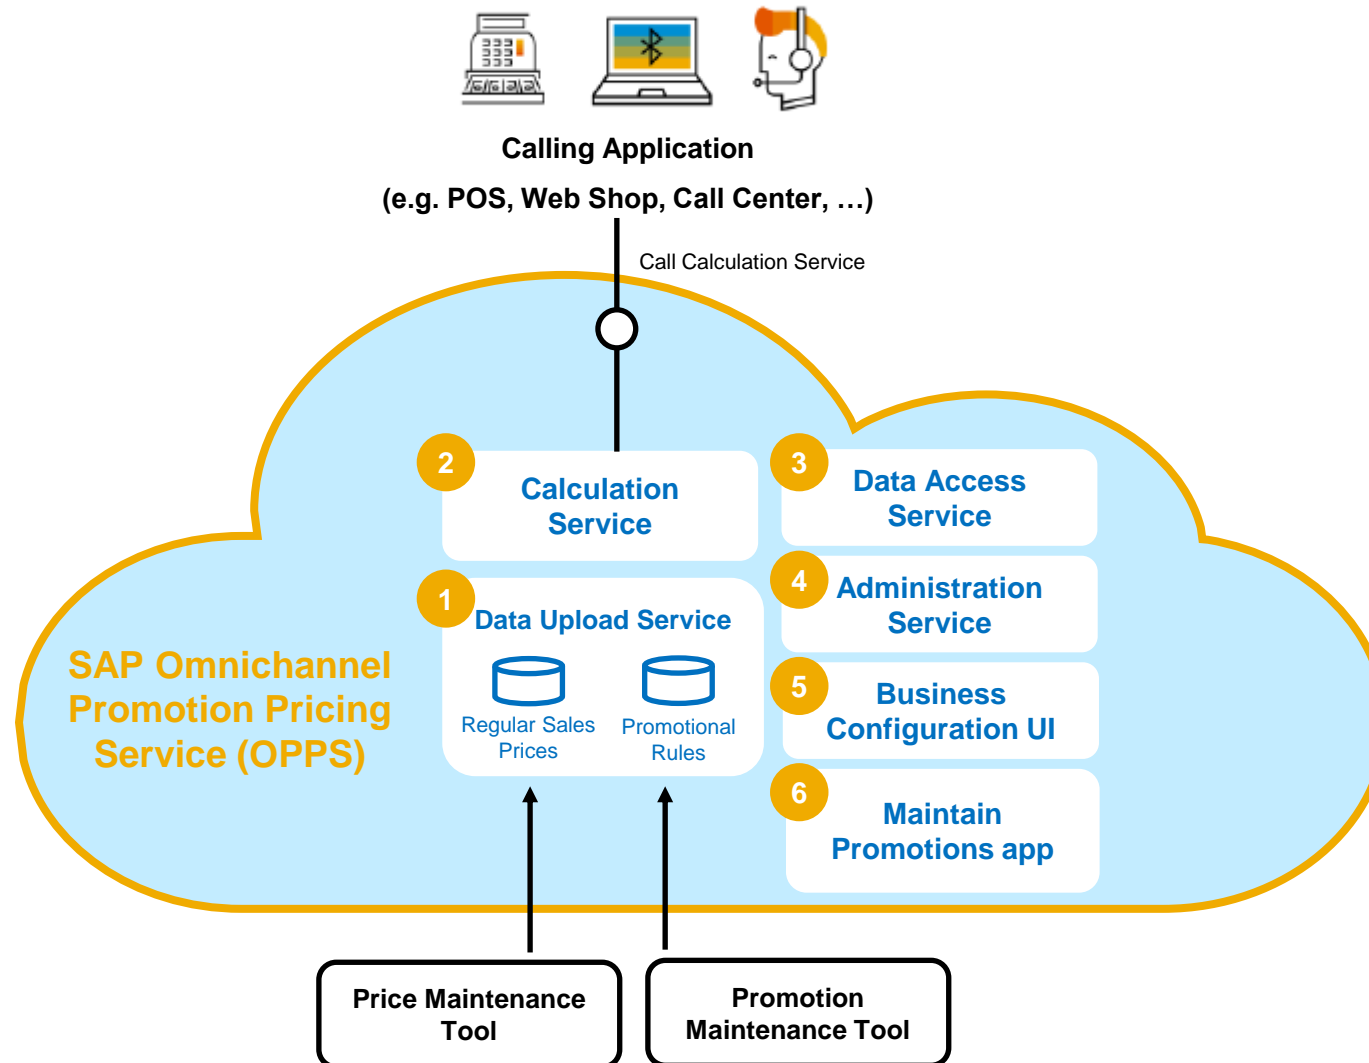 Calling Application
(e.g. POS, Web Shop, Call Center, …)
Call Calculation Service
2
Calculation
Service
3
Data Access
Service
1
Data Upload Service
Regular Sales
Prices
Promotional
Rules
4
Administration
Service
SAP Omnichannel
Promotion Pricing
Service (OPPS)
5
Business
Configuration UI
6
Maintain
Promotions app
Price Maintenance
Tool
Promotion
Maintenance Tool